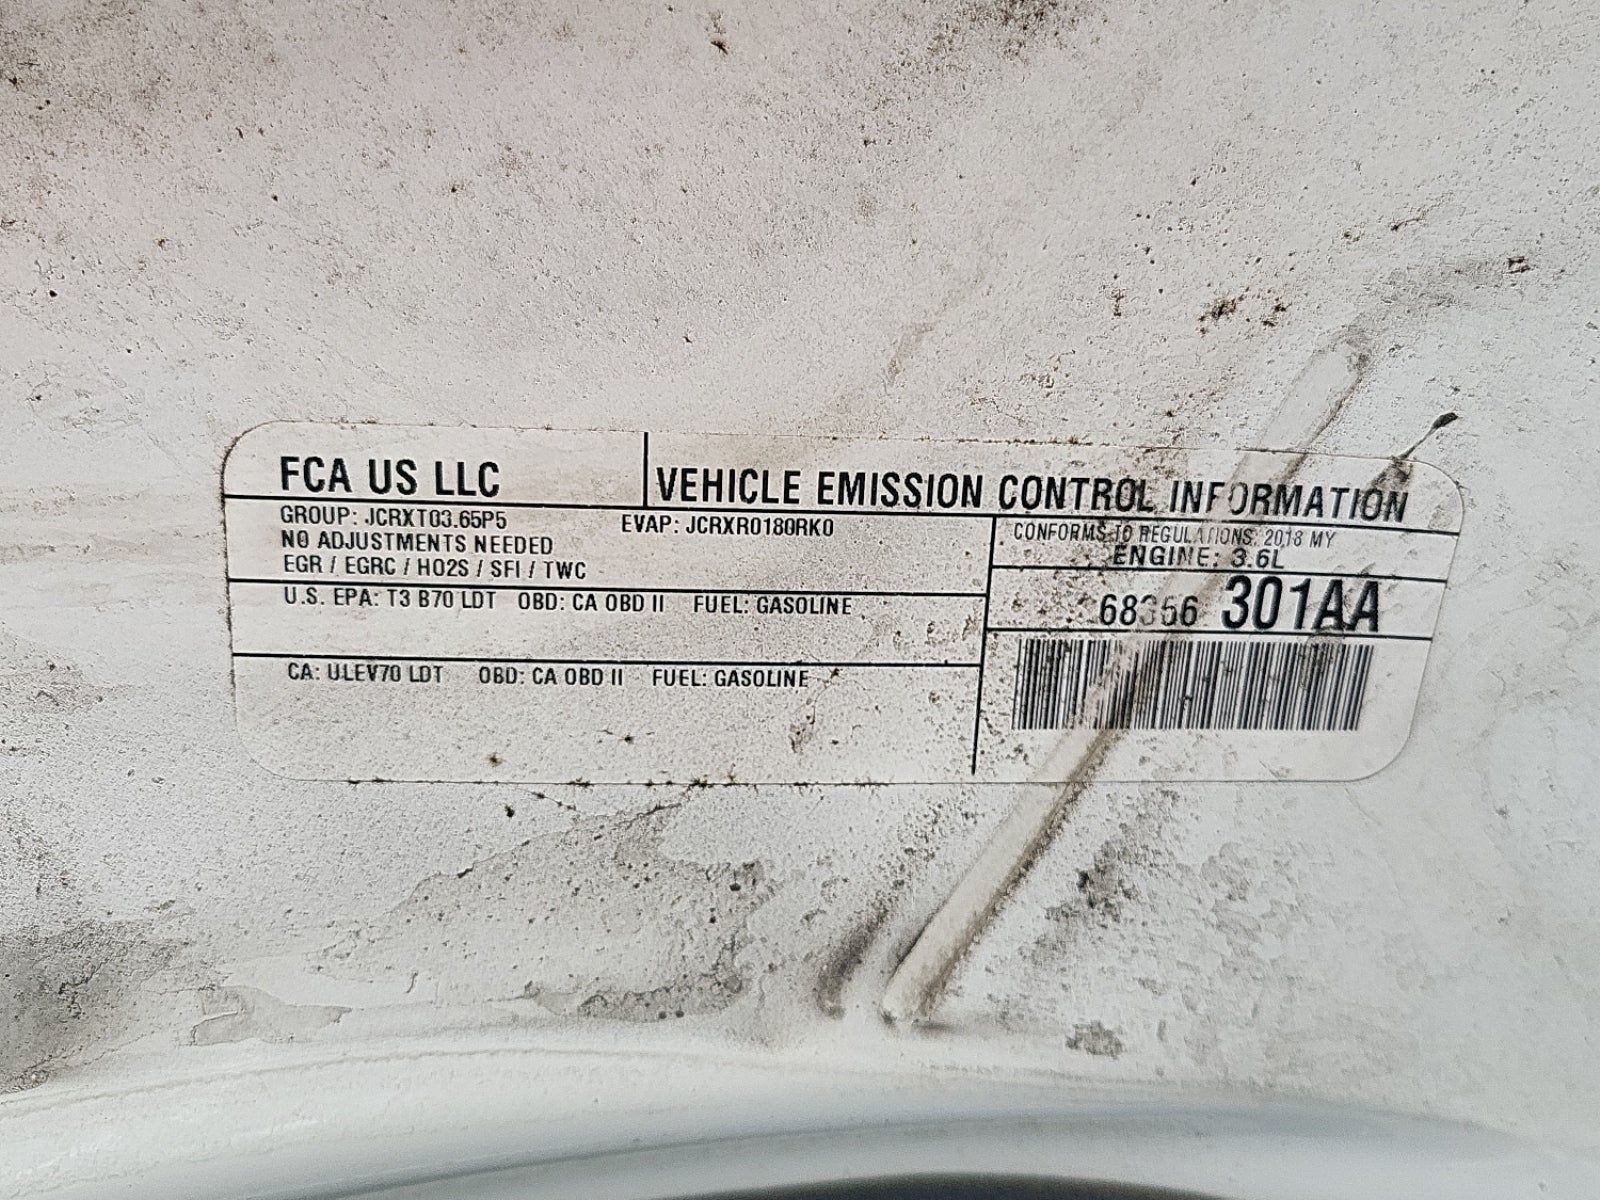 FCA US LLC
VEHICLE EMISSION CONTROL INFORMATION
GROUP: JCRXT03.65P5 EVAP: JCRXR0180RK0
NO ADJUSTMENTS NEEDED
EGR / EGRC / HO2S / SFI / TWC
CONFORMS TO REGULATIONS: 2018 MY
ENGINE: 3.6L
U.S. EPA: T3 B70 LDT OBD: CA OBD II FUEL: GASOLINE
301AA
CA: ULEV70 LDT OBD: CA OBD II FUEL: GASOLINE